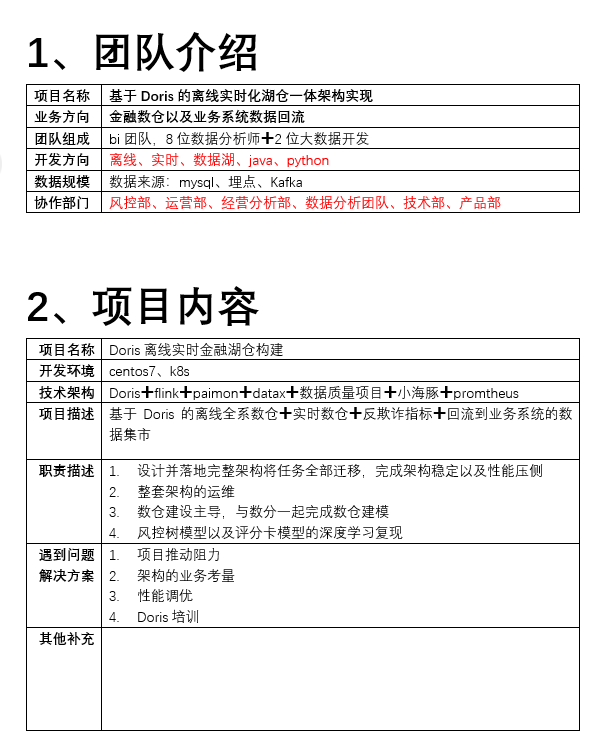 1、团队介绍
项目名称 基于 Doris 的离线实时化湖仓一体架构实现
业务方向 金融数仓以及业务系统数据回流
团队组成 bi 团队，8 位数据分析师+2 位大数据开发
开发方向 离线、实时、数据湖、java、python
数据规模 数据来源：mysql、埋点、Kafka
协作部门 风控部、运营部、经营分析部、数据分析团队、技术部、产品部
2、项目内容
项目名称 Doris 离线实时金融湖仓构建
开发环境 centos7、k8s
技术架构 Doris+flink+paimon+datax+数据质量项目+小海豚+promtheus
项目描述 基于 Doris 的离线全系数仓+实时数仓+反欺诈指标+回流到业务系统的数
据集市
职责描述 1. 设计并落地完整架构将任务全部迁移，完成架构稳定以及性能压侧
2. 整套架构的运维
3. 数仓建设主导，与数分一起完成数仓建模
4. 风控树模型以及评分卡模型的深度学习复现
遇到问题 1. 项目推动阻力
解决方案 2. 架构的业务考量
3. 性能调优
4. Doris 培训
其他补充